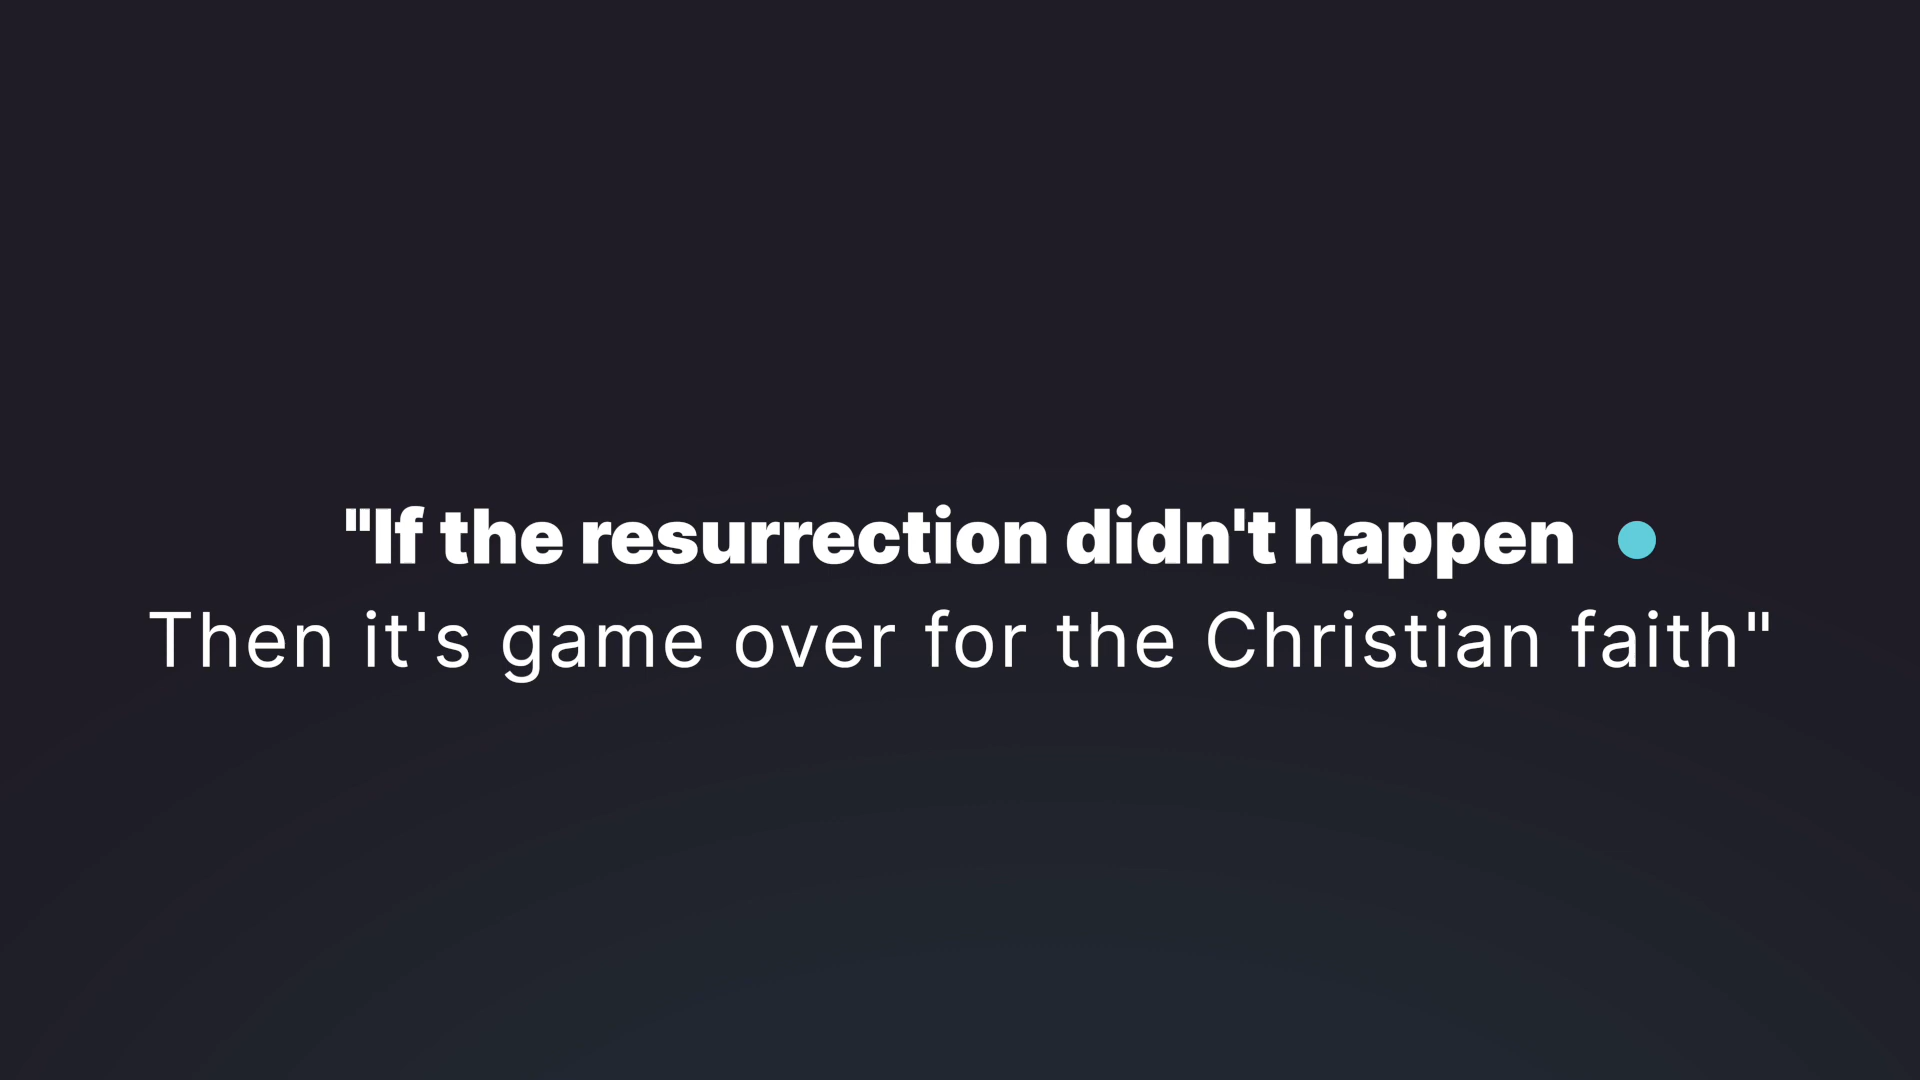 "If the resurrection didn't happen
Then it's game over for the Christian faith"